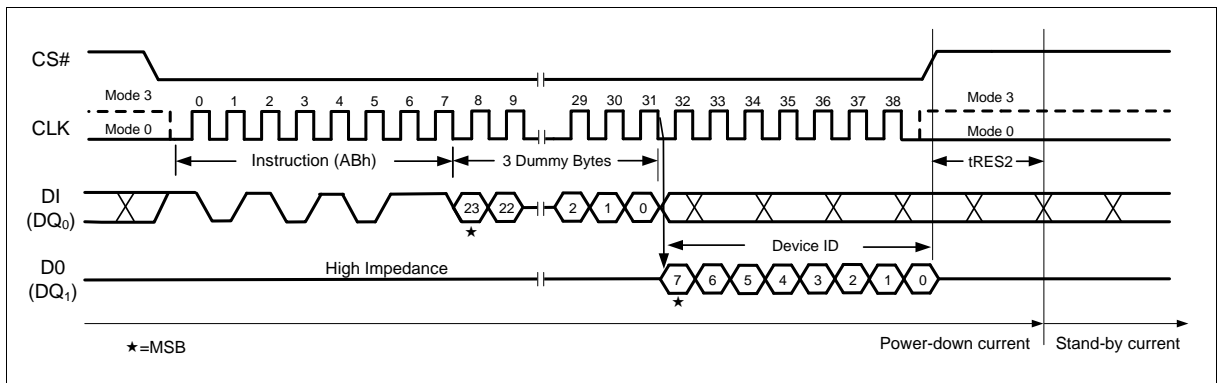 CS#
Mode 3
0 1 2 3 4 5 6 7 8 9 29 30 31 32 33 34 35 36 37 38
Mode 3
CLK
Mode 0
Mode 0
Instruction (ABh)
3 Dummy Bytes
tRES2
DI
(DQ0)
23 22 2 1 0
★
Device ID
D0
(DQ1)
High Impedance
7 6 5 4 3 2 1 0
★
★=MSB
Power-down current
Stand-by current